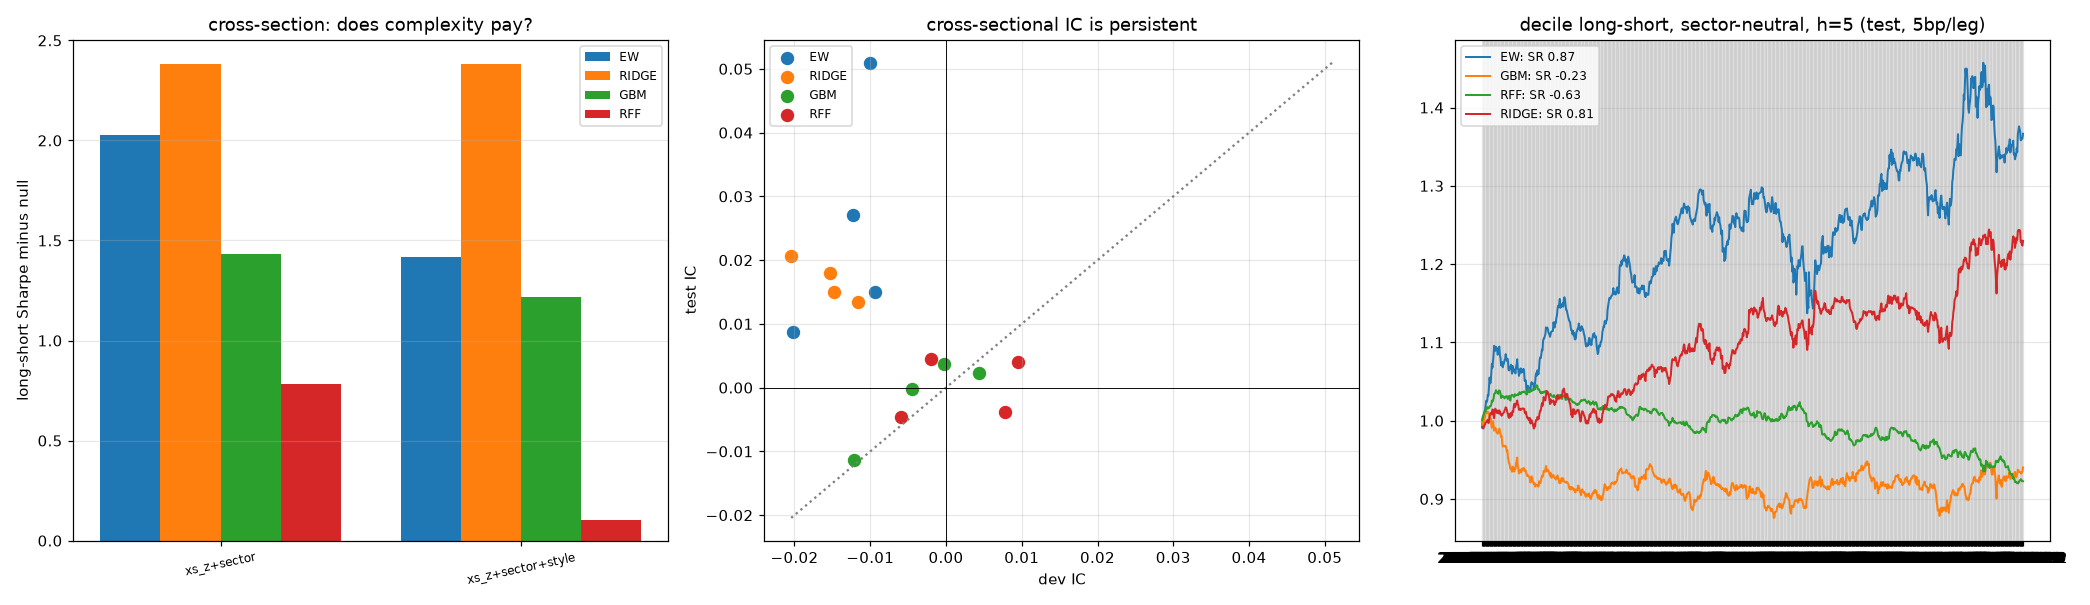 cross-section: does complexity pay?
long-short Sharpe minus null
2.5
2.0
1.5
1.0
0.5
0.0
EW
RIDGE
GBM
RFF
xs_z+sector
xs_z+sector+style
cross-sectional IC is persistent
test IC
0.05
0.04
0.03
0.02
0.01
0.00
−0.01
−0.02
EW
RIDGE
GBM
RFF
−0.02 −0.01 0.00 0.01 0.02 0.03 0.04 0.05
dev IC
decile long-short, sector-neutral, h=5 (test, 5bp/leg)
EW: SR 0.87
GBM: SR -0.23
RFF: SR -0.63
RIDGE: SR 0.81
1.4
1.3
1.2
1.1
1.0
0.9